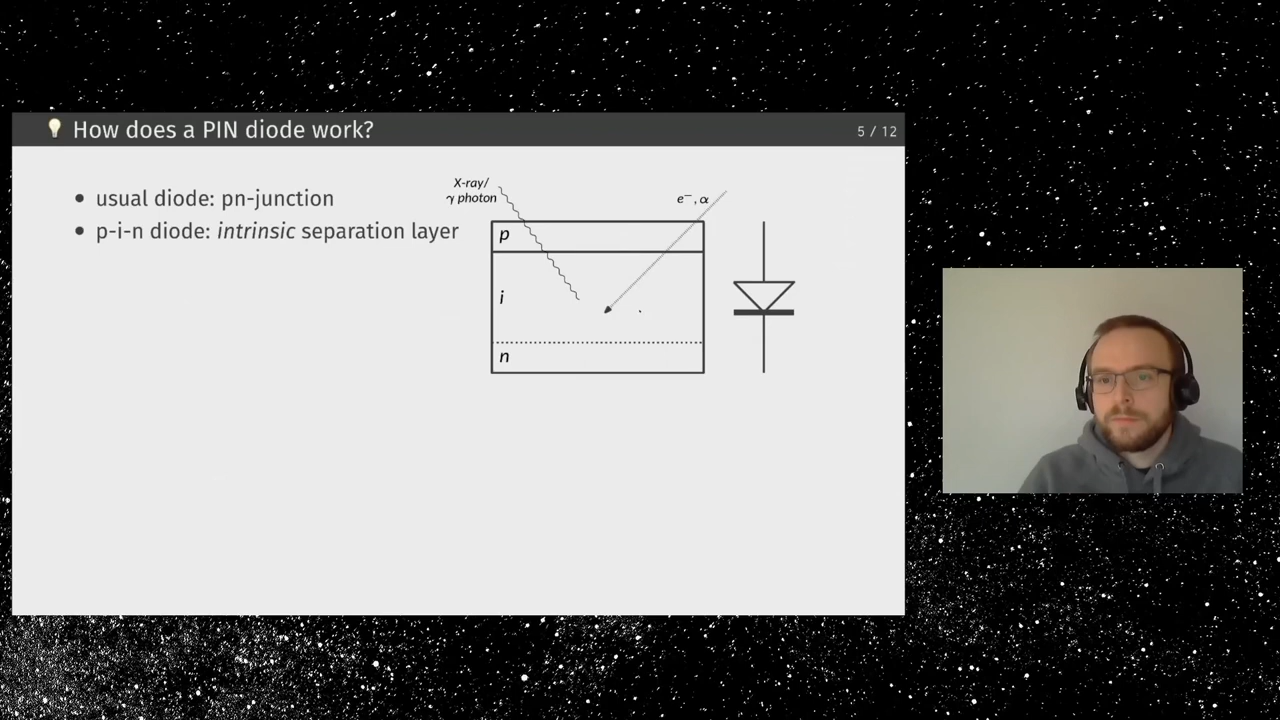 How does a PIN diode work?
5 / 12
• usual diode: pn-junction
• p-i-n diode: intrinsic separation layer
X-ray/
γ photon
e⁻, α
p
i
n